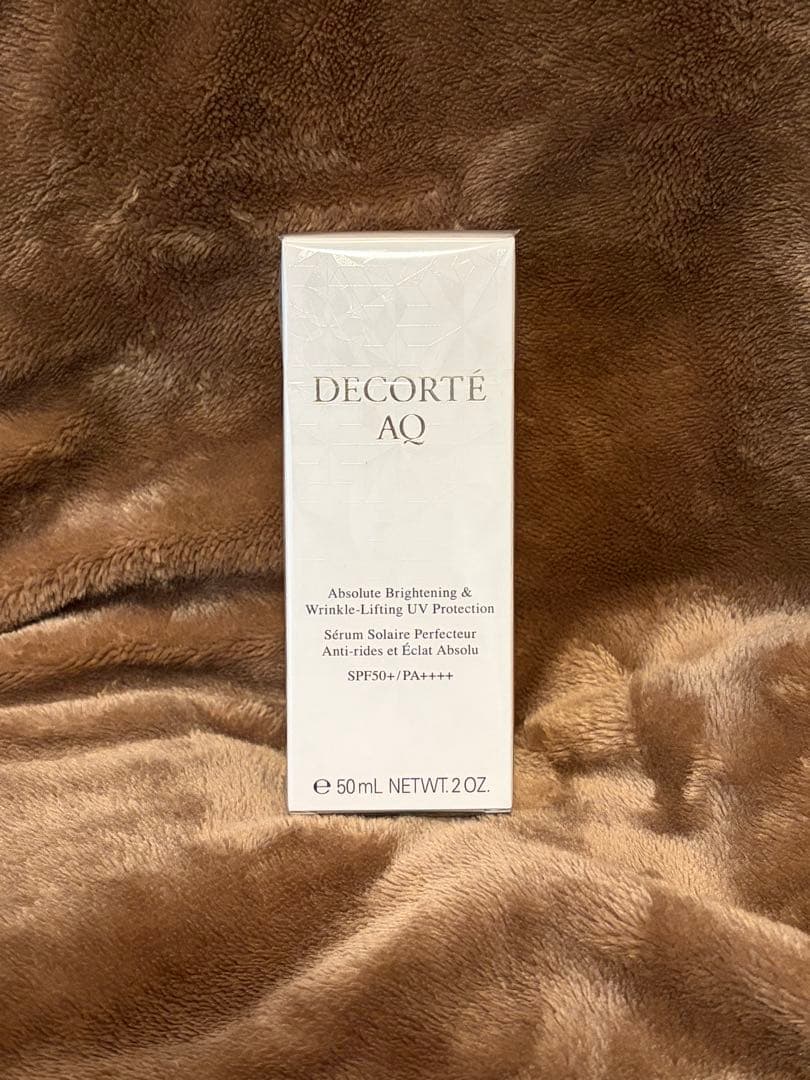 DECORTÉ
AQ
Absolute Brightening &
Wrinkle-Lifting UV Protection
Sérum Solaire Perfecteur
Anti-rides et Éclat Absolu
SPF50+/PA++++
℮ 50 mL NETWT. 2 OZ.